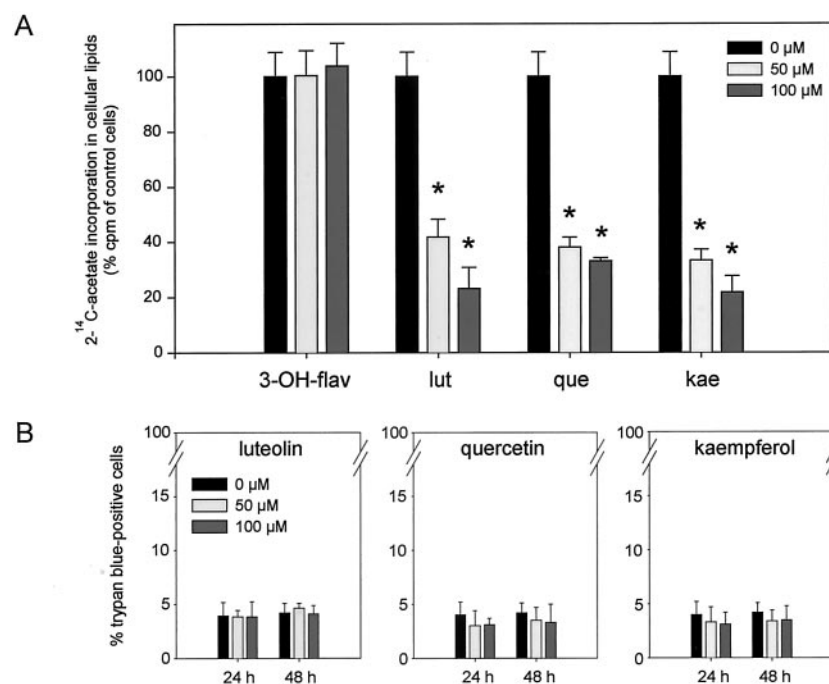 A
2-¹⁴C-acetate incorporation in cellular lipids
(% cpm of control cells)
100
80
60
40
20
0
0 µM
50 µM
100 µM
*
*
*
*
*
*
3-OH-flav lut que kae
B
% trypan blue-positive cells
100
15
10
5
0
luteolin
0 µM
50 µM
100 µM
24 h 48 h
100
15
10
5
0
quercetin
24 h 48 h
100
15
10
5
0
kaempferol
24 h 48 h